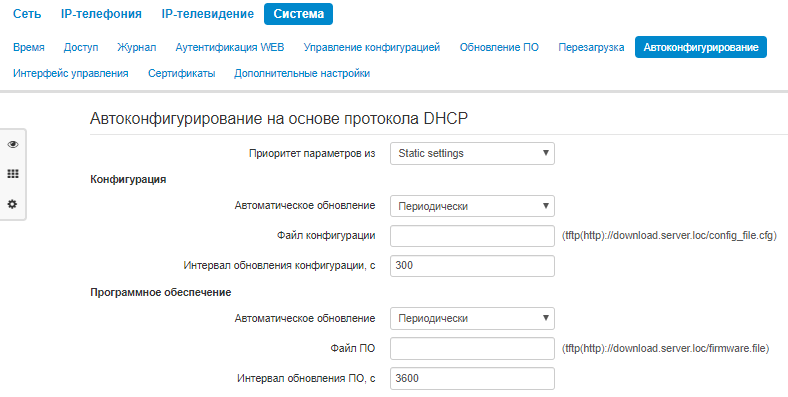 Сеть IP-телефония IP-телевидение Система
Время Доступ Журнал Аутентификация WEB Управление конфигурацией Обновление ПО Перезагрузка Автоконфигурирование
Интерфейс управления Сертификаты Дополнительные настройки
Автоконфигурирование на основе протокола DHCP
Приоритет параметров из Static settings
Конфигурация
Автоматическое обновление Периодически
Файл конфигурации (tftp(http)://download.server.loc/config_file.cfg)
Интервал обновления конфигурации, с 300
Программное обеспечение
Автоматическое обновление Периодически
Файл ПО (tftp(http)://download.server.loc/firmware.file)
Интервал обновления ПО, с 3600